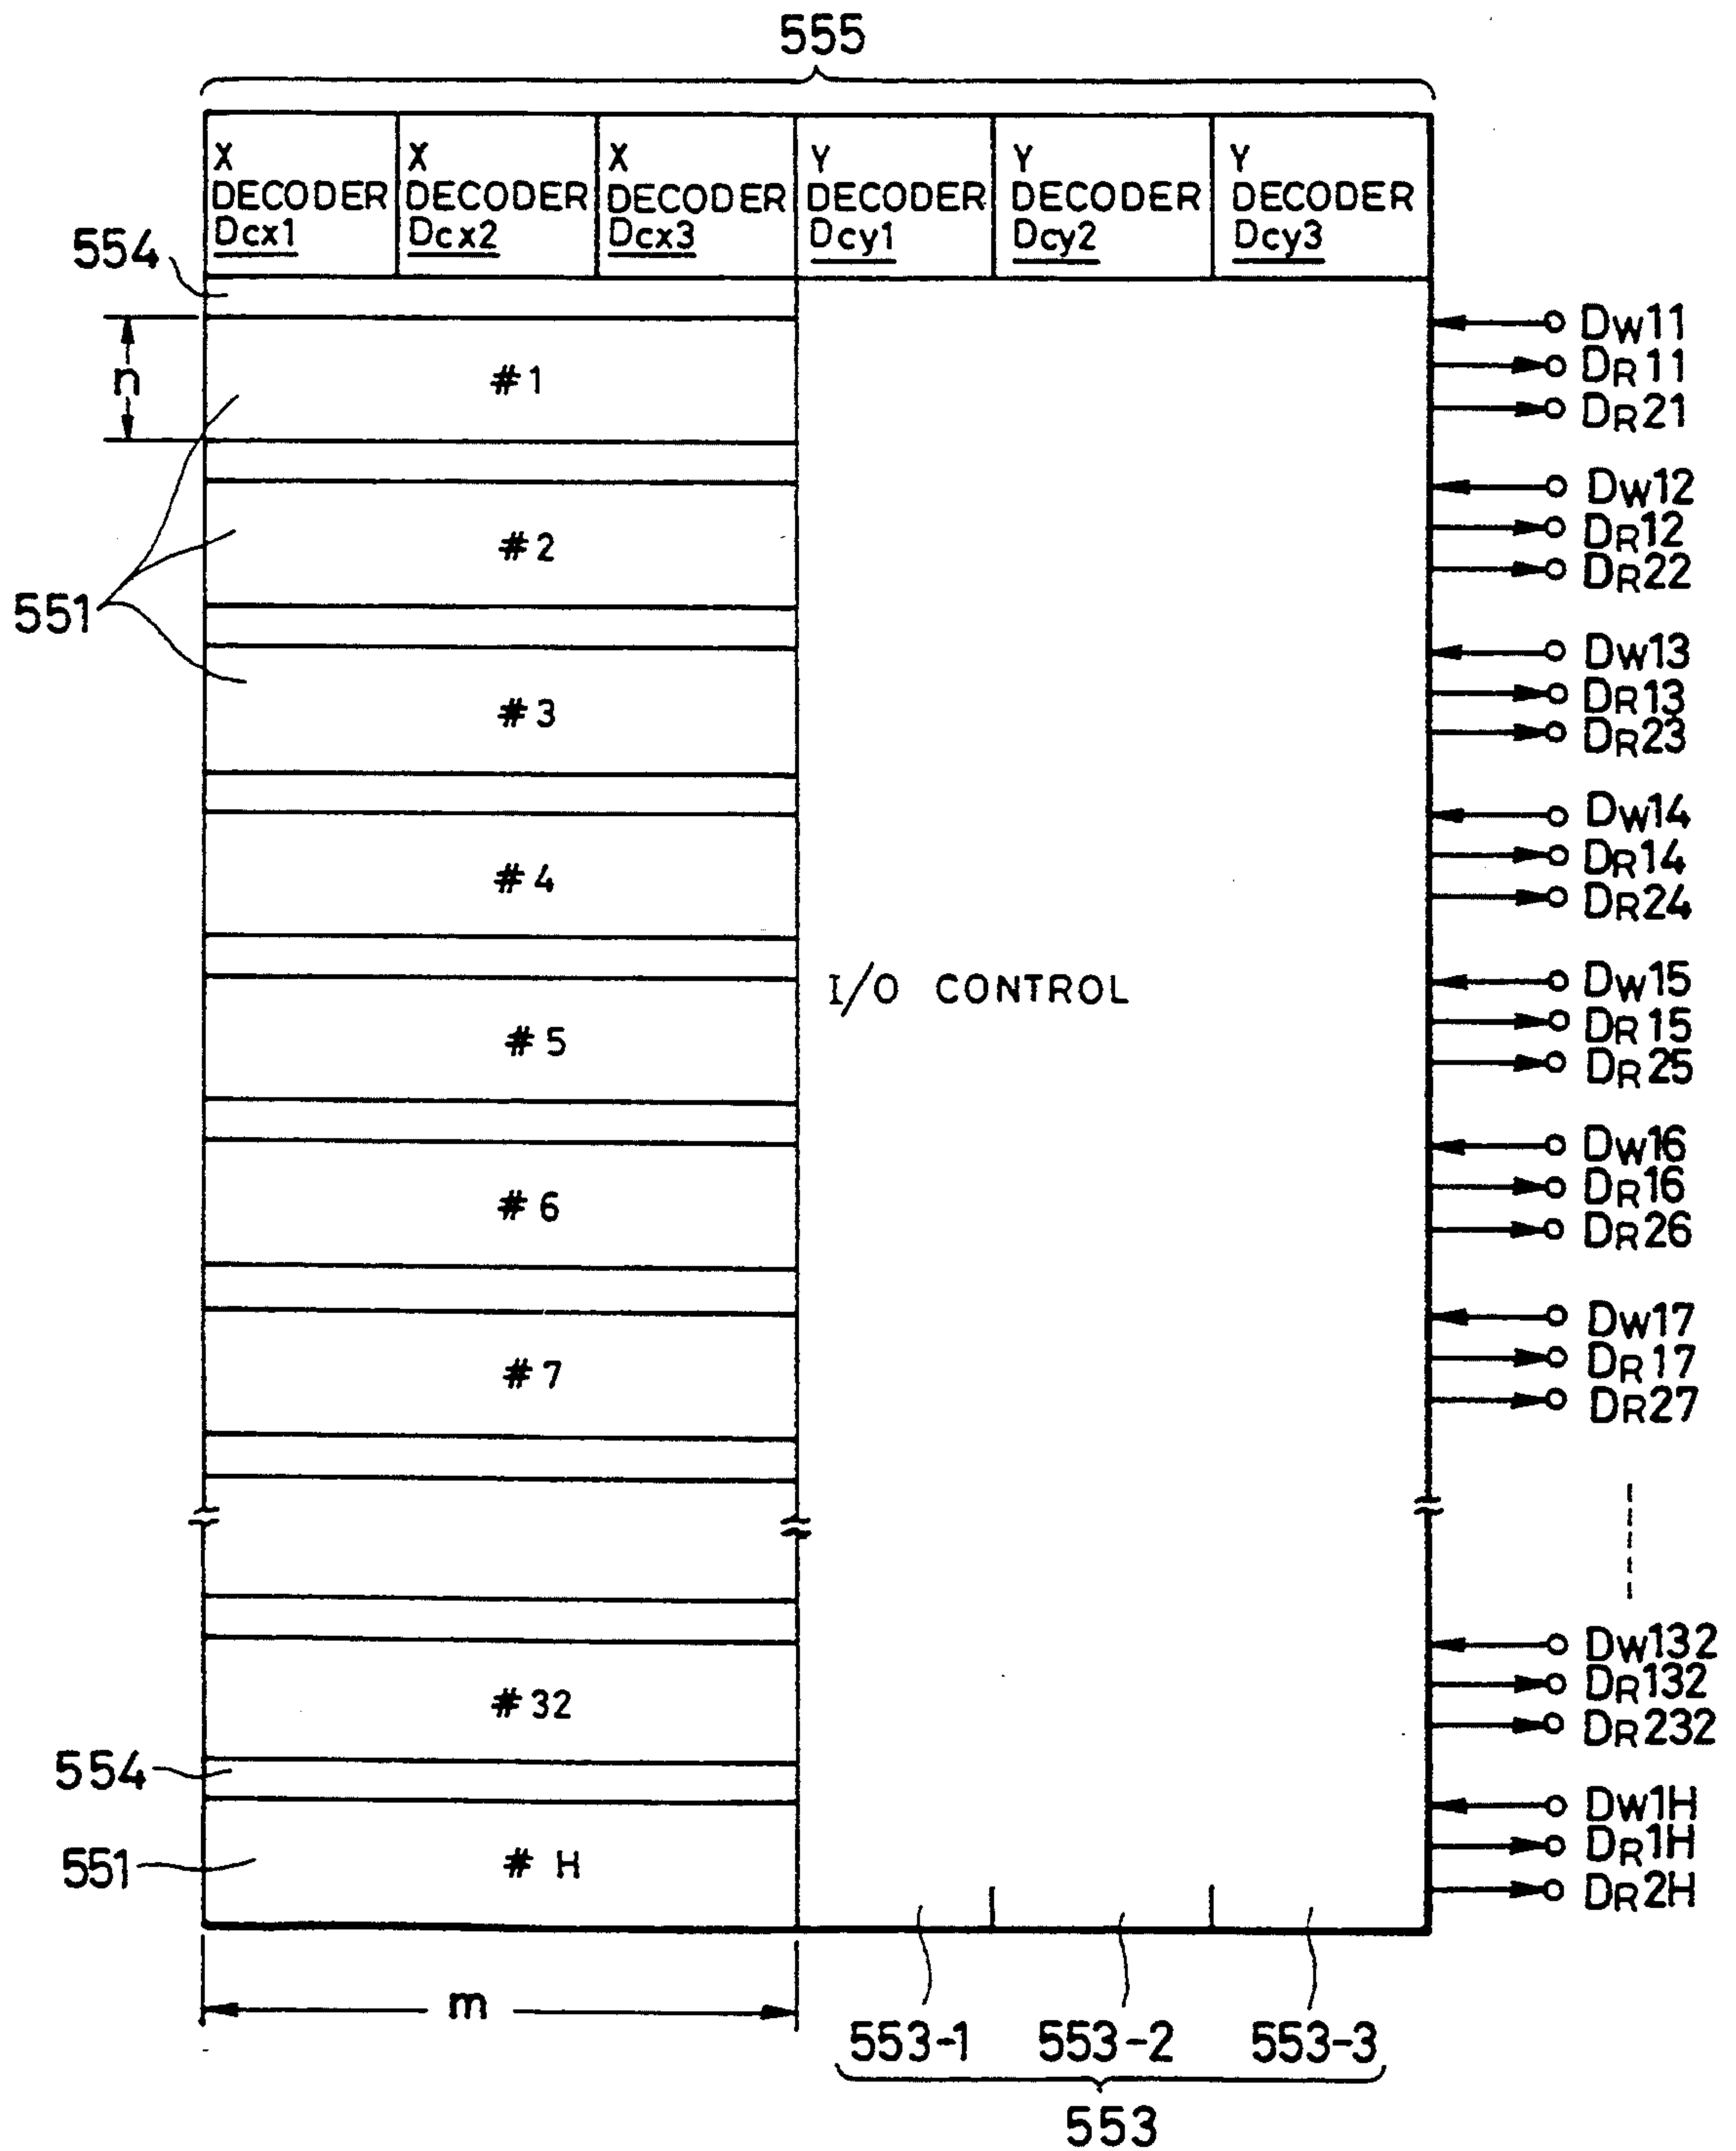 555
X DECODER Dcx1
X DECODER Dcx2
X DECODER Dcx3
Y DECODER Dcy1
Y DECODER Dcy2
Y DECODER Dcy3
554
n
#1
#2
551
#3
#4
I/O CONTROL
#5
#6
#7
#32
554
551
# H
m
DW11
DR11
DR21
DW12
DR12
DR22
DW13
DR13
DR23
DW14
DR14
DR24
DW15
DR15
DR25
DW16
DR16
DR26
DW17
DR17
DR27
DW132
DR132
DR232
DW1H
DR1H
DR2H
553-1
553-2
553-3
553